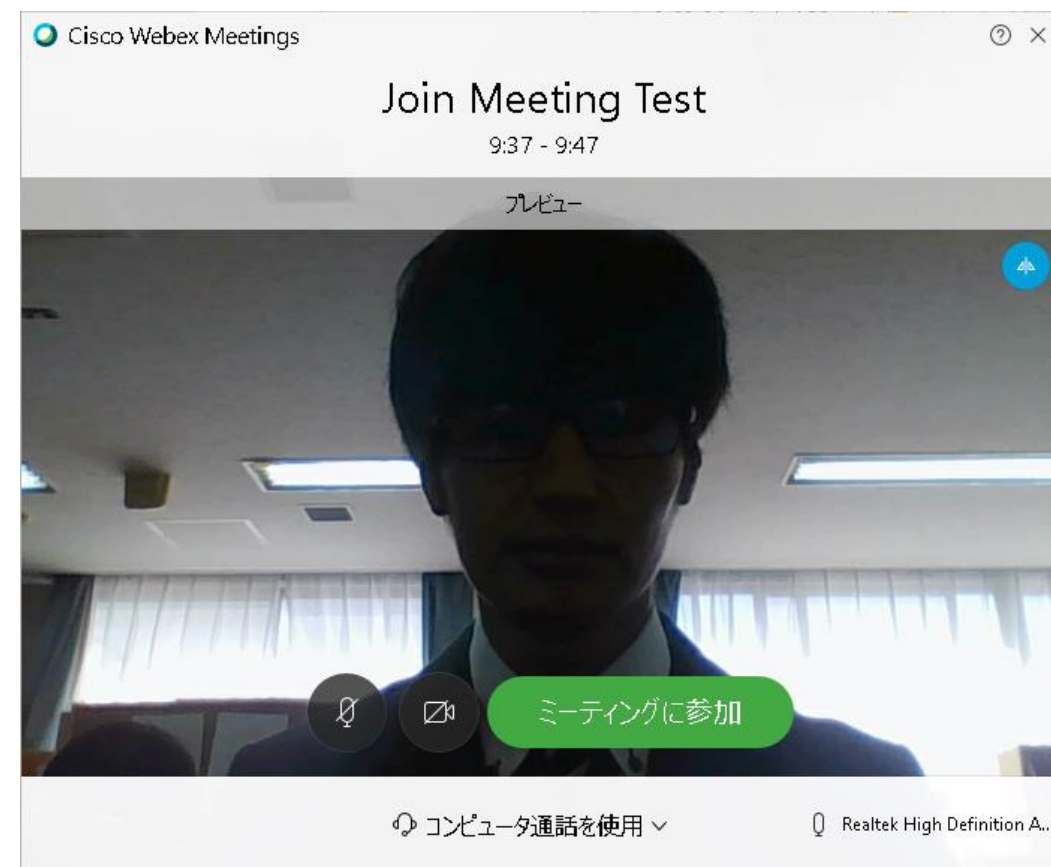 Cisco Webex Meetings
Join Meeting Test
9:37 - 9:47
プレビュー
ミーティングに参加
コンピュータ通話を使用
Realtek High Definition A...